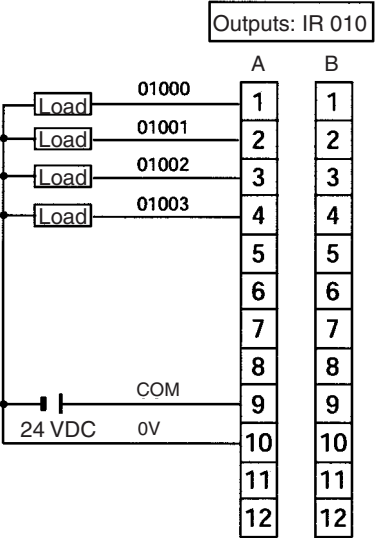 Outputs: IR 010
A B
01000
Load 1 1
01001
Load 2 2
01002
Load 3 3
01003
Load 4 4
5 5
6 6
7 7
8 8
COM
9 9
24 VDC 0V
10 10
11 11
12 12